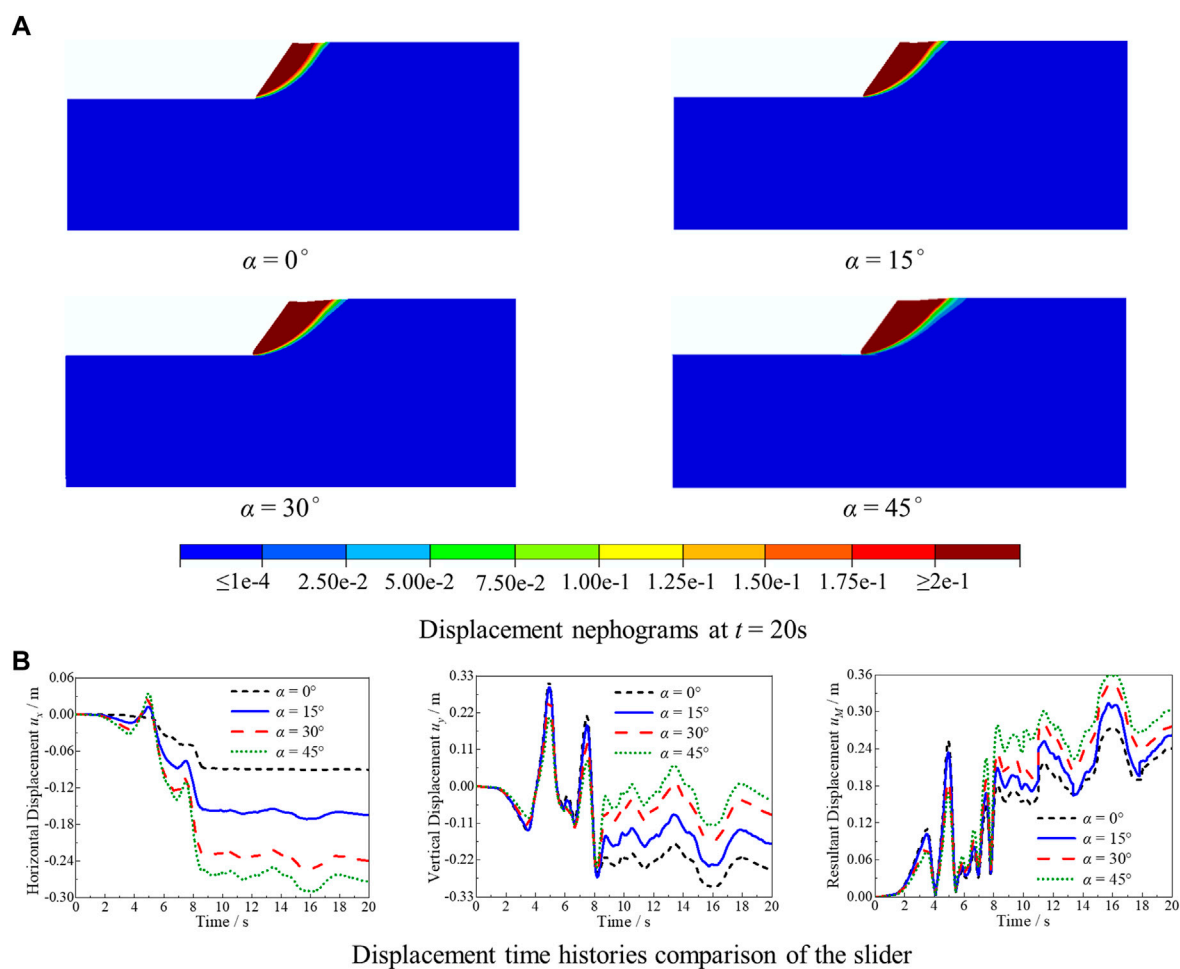 A
α = 0°
α = 15°
α = 30°
α = 45°
≤1e-4 2.50e-2 5.00e-2 7.50e-2 1.00e-1 1.25e-1 1.50e-1 1.75e-1 ≥2e-1
Displacement nephograms at t = 20s
B
Horizontal Displacement uₓ / m
0.06
0.00
-0.06
-0.12
-0.18
-0.24
-0.30
α = 0°
α = 15°
α = 30°
α = 45°
0 2 4 6 8 10 12 14 16 18 20
Time / s
Vertical Displacement u_y / m
0.33
0.22
0.11
0.00
-0.11
-0.22
-0.33
α = 0°
α = 15°
α = 30°
α = 45°
0 2 4 6 8 10 12 14 16 18 20
Time / s
Resultant Displacement u_M / m
0.36
0.30
0.24
0.18
0.12
0.06
0.00
α = 0°
α = 15°
α = 30°
α = 45°
0 2 4 6 8 10 12 14 16 18 20
Time / s
Displacement time histories comparison of the slider